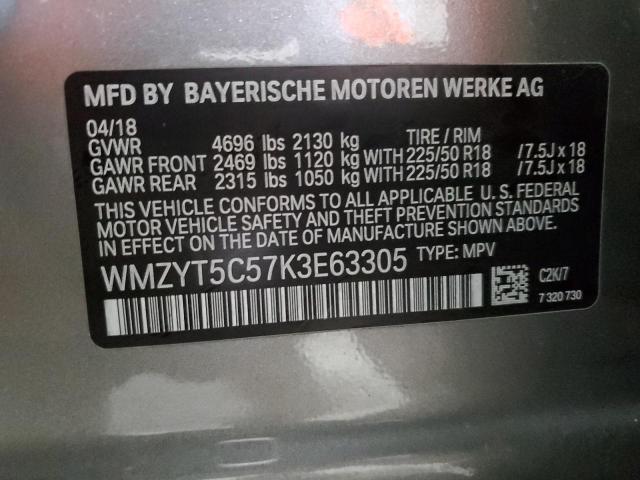 MFD BY BAYERISCHE MOTOREN WERKE AG
04/18
GVWR 4696 lbs 2130 kg TIRE / RIM
GAWR FRONT 2469 lbs 1120 kg WITH 225/50 R18 /7.5J x 18
GAWR REAR 2315 lbs 1050 kg WITH 225/50 R18 /7.5J x 18
THIS VEHICLE CONFORMS TO ALL APPLICABLE U. S. FEDERAL
MOTOR VEHICLE SAFETY AND THEFT PREVENTION STANDARDS
IN EFFECT ON THE DATE OF MANUFACTURE SHOWN ABOVE.
WMZYT5C57K3E63305 TYPE: MPV
C2K/7
7 320 730